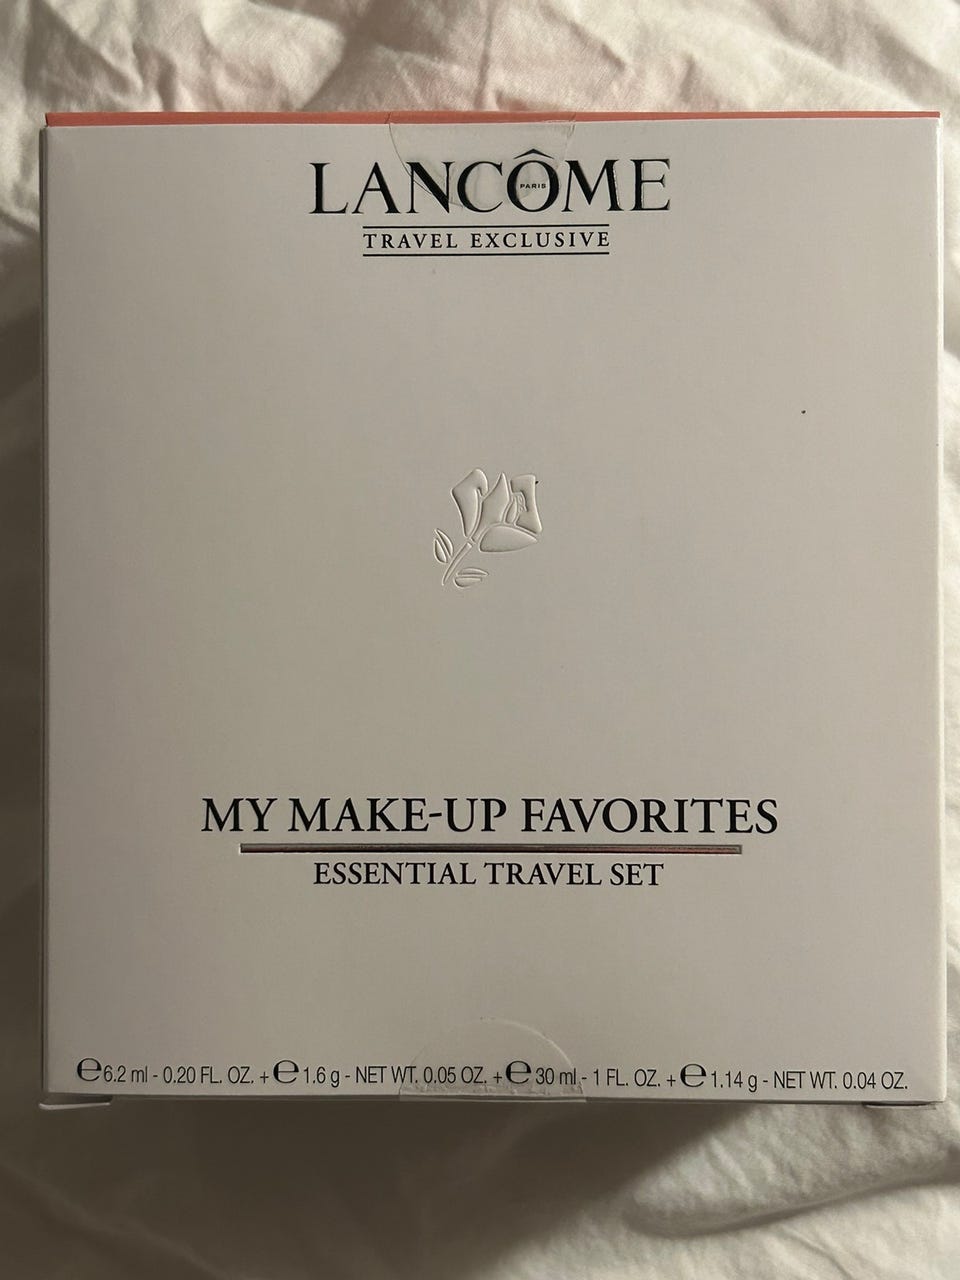 LANCÔME
PARIS
TRAVEL EXCLUSIVE
MY MAKE-UP FAVORITES
ESSENTIAL TRAVEL SET
℮ 6.2 ml - 0.20 FL. OZ. + ℮ 1.6 g - NET WT. 0.05 OZ. + ℮ 30 ml - 1 FL. OZ. + ℮ 1.14 g - NET WT. 0.04 OZ.